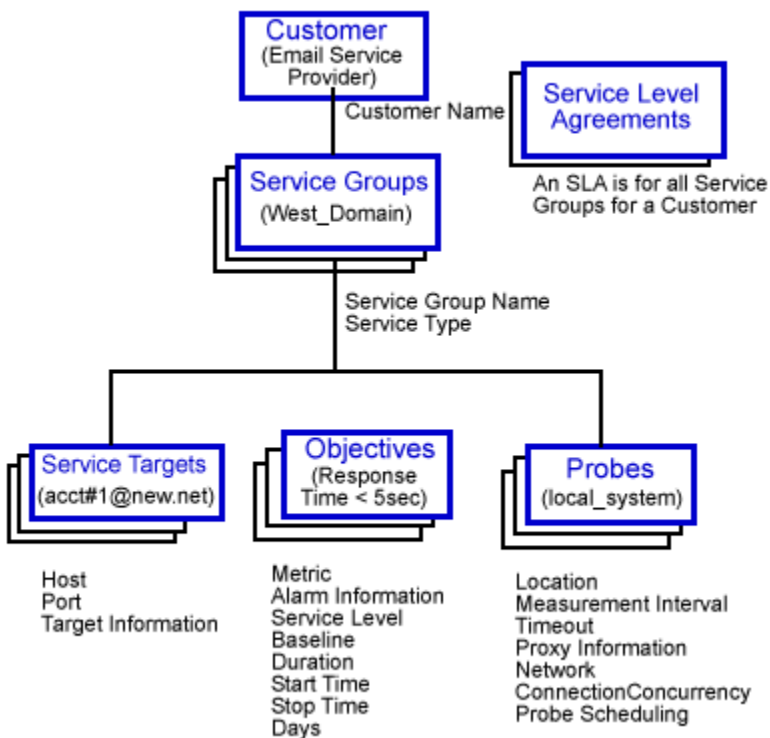 Customer
(Email Service
Provider)
Customer Name
Service Level
Agreements
An SLA is for all Service
Groups for a Customer
Service Groups
(West_Domain)
Service Group Name
Service Type
Service Targets
(acct#1@new.net)
Host
Port
Target Information
Objectives
(Response
Time < 5sec)
Metric
Alarm Information
Service Level
Baseline
Duration
Start Time
Stop Time
Days
Probes
(local_system)
Location
Measurement Interval
Timeout
Proxy Information
Network
ConnectionConcurrency
Probe Scheduling